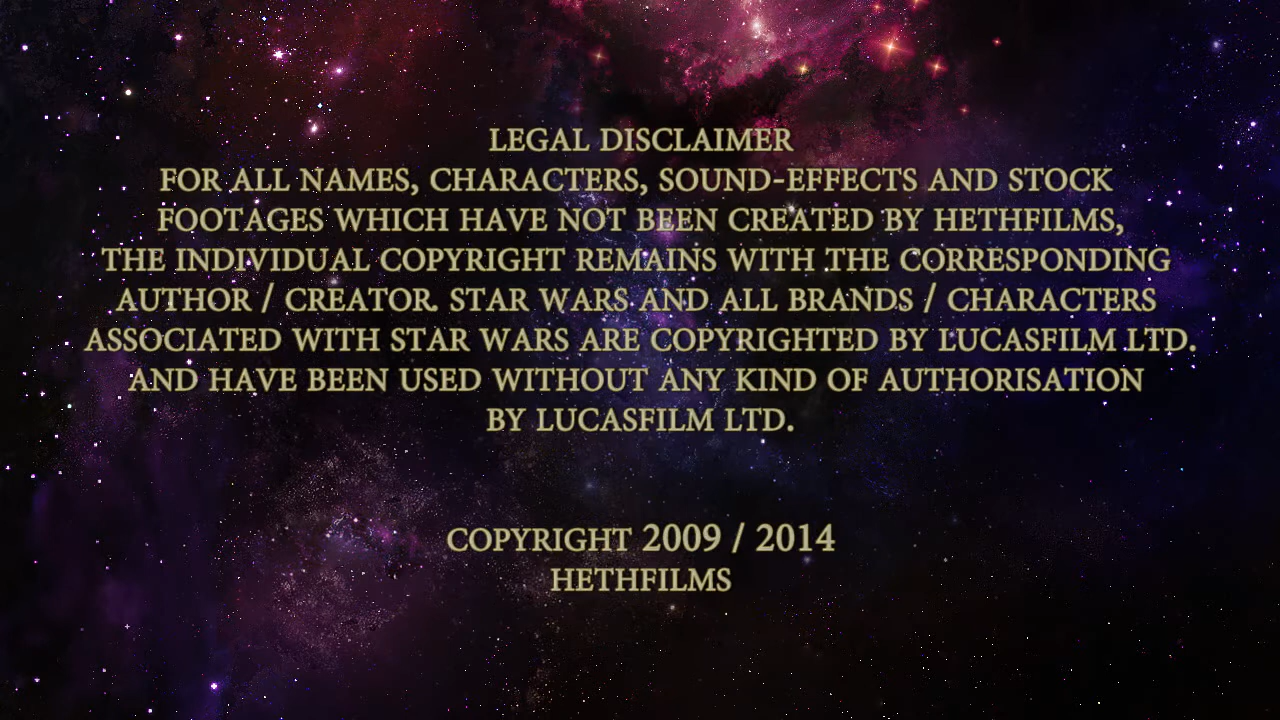 LEGAL DISCLAIMER
FOR ALL NAMES, CHARACTERS, SOUND-EFFECTS AND STOCK
FOOTAGES WHICH HAVE NOT BEEN CREATED BY HETHFILMS,
THE INDIVIDUAL COPYRIGHT REMAINS WITH THE CORRESPONDING
AUTHOR / CREATOR. STAR WARS AND ALL BRANDS / CHARACTERS
ASSOCIATED WITH STAR WARS ARE COPYRIGHTED BY LUCASFILM LTD.
AND HAVE BEEN USED WITHOUT ANY KIND OF AUTHORISATION
BY LUCASFILM LTD.
COPYRIGHT 2009 / 2014
HETHFILMS